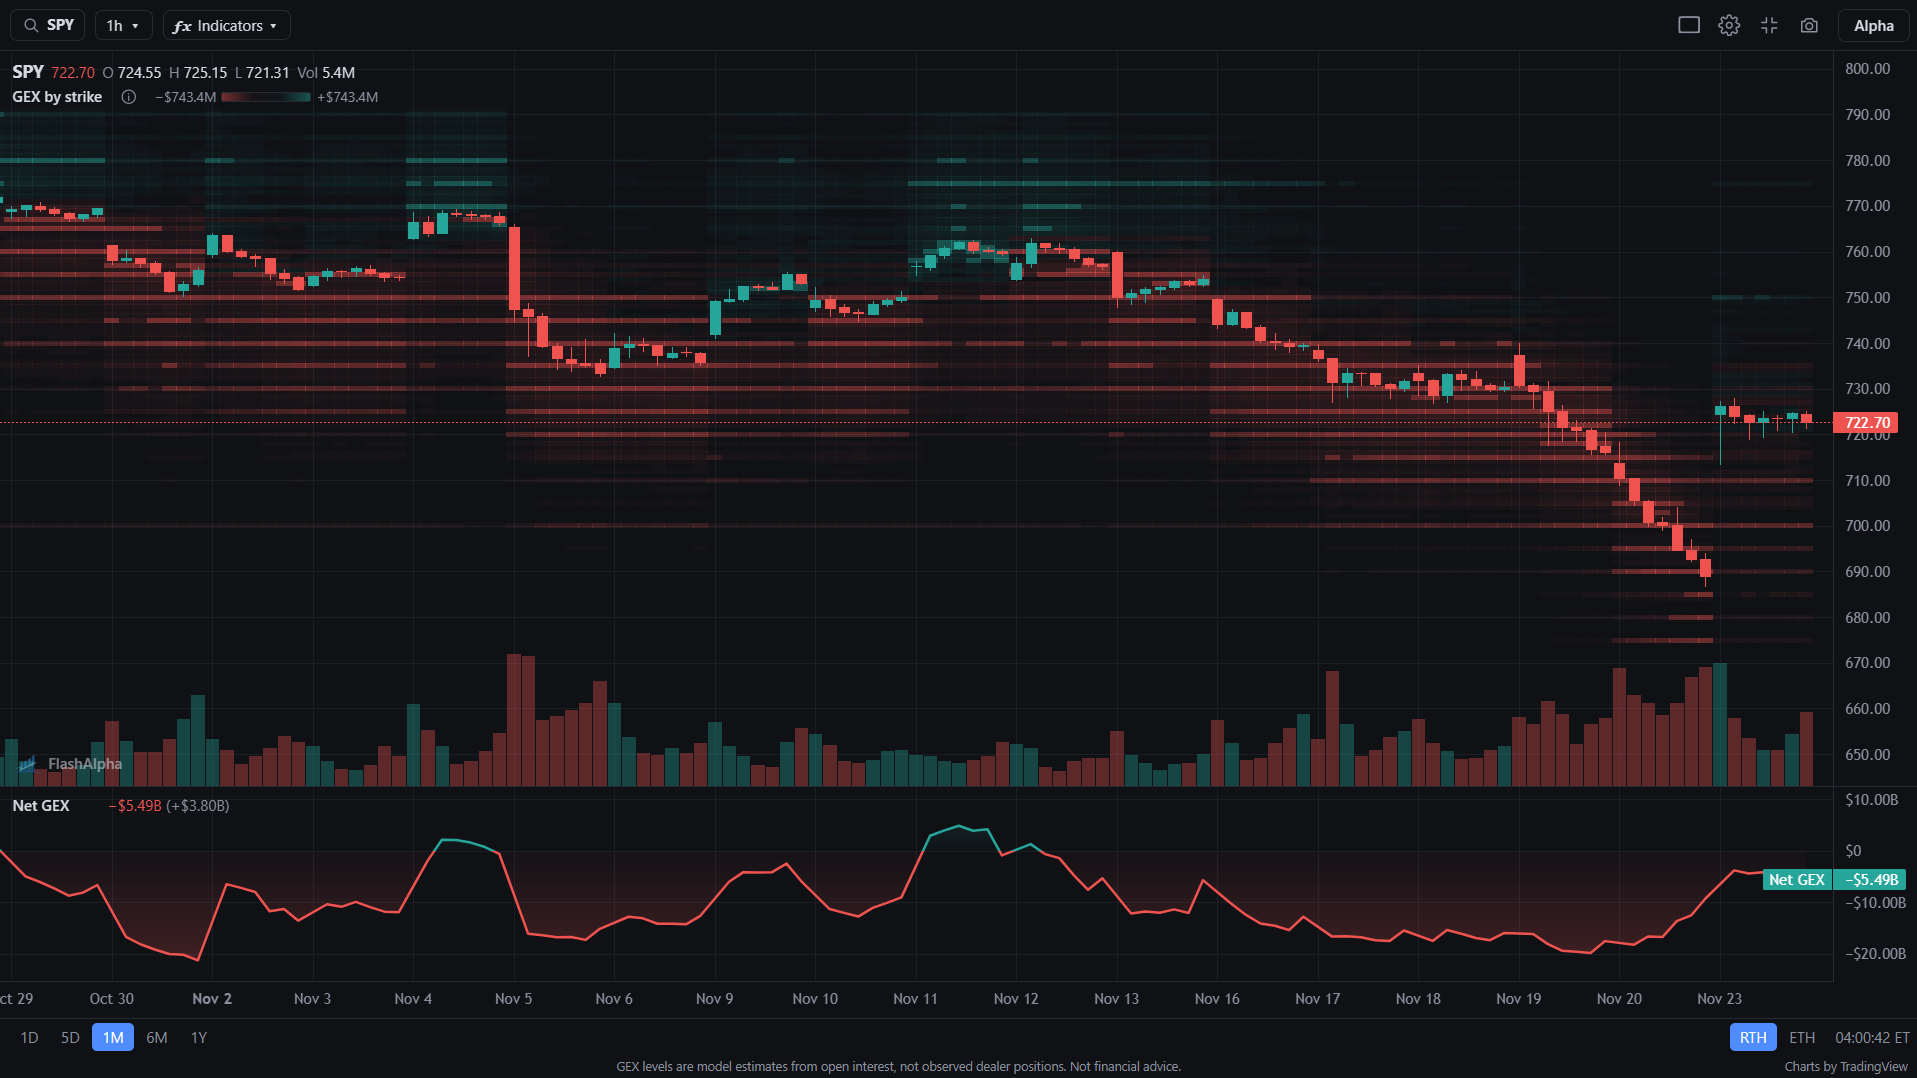 SPY 1h fx Indicators Alpha
SPY 722.70 O 724.55 H 725.15 L 721.31 Vol 5.4M
GEX by strike −$743.4M +$743.4M
800.00
790.00
780.00
770.00
760.00
750.00
740.00
730.00
722.70
720.00
710.00
700.00
690.00
680.00
670.00
660.00
650.00
FlashAlpha
Net GEX −$5.49B (+$3.80B)
$10.00B
$0
Net GEX −$5.49B
−$10.00B
−$20.00B
ct 29 Oct 30 Nov 2 Nov 3 Nov 4 Nov 5 Nov 6 Nov 9 Nov 10 Nov 11 Nov 12 Nov 13 Nov 16 Nov 17 Nov 18 Nov 19 Nov 20 Nov 23
1D 5D 1M 6M 1Y RTH ETH 04:00:42 ET
GEX levels are model estimates from open interest, not observed dealer positions. Not financial advice.
Charts by TradingView